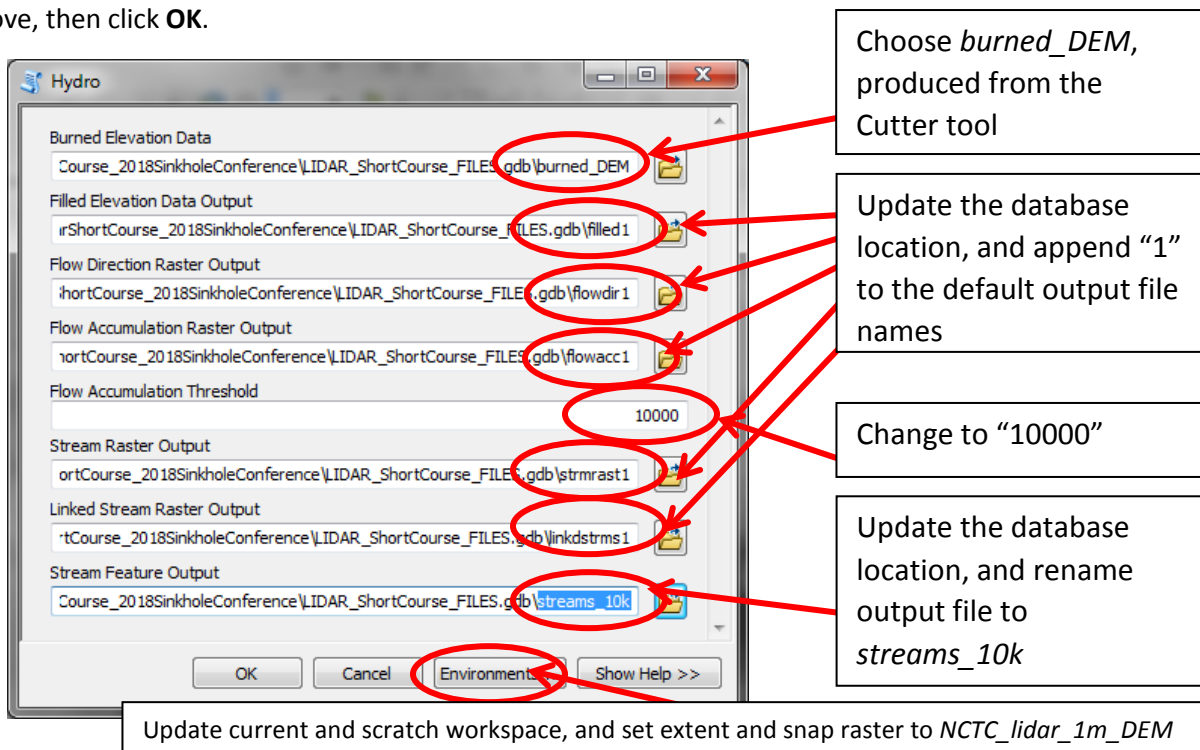 ove, then click OK.
Choose burned_DEM,
produced from the
Cutter tool
Hydro
Burned Elevation Data
Course_2018SinkholeConference\LIDAR_ShortCourse_FILES.gdb\burned_DEM
Filled Elevation Data Output
rShortCourse_2018SinkholeConference\LIDAR_ShortCourse_FILES.gdb\filled1
Flow Direction Raster Output
ShortCourse_2018SinkholeConference\LIDAR_ShortCourse_FILES.gdb\flowdir1
Flow Accumulation Raster Output
hortCourse_2018SinkholeConference\LIDAR_ShortCourse_FILES.gdb\flowacc1
Flow Accumulation Threshold
10000
Stream Raster Output
ortCourse_2018SinkholeConference\LIDAR_ShortCourse_FILES.gdb\strmrast1
Linked Stream Raster Output
rtCourse_2018SinkholeConference\LIDAR_ShortCourse_FILES.gdb\linkdstrms1
Stream Feature Output
Course_2018SinkholeConference\LIDAR_ShortCourse_FILES.gdb\streams_10k
OK Cancel Environments... Show Help >>
Update the database
location, and append “1”
to the default output file
names
Change to “10000”
Update the database
location, and rename
output file to
streams_10k
Update current and scratch workspace, and set extent and snap raster to NCTC_lidar_1m_DEM